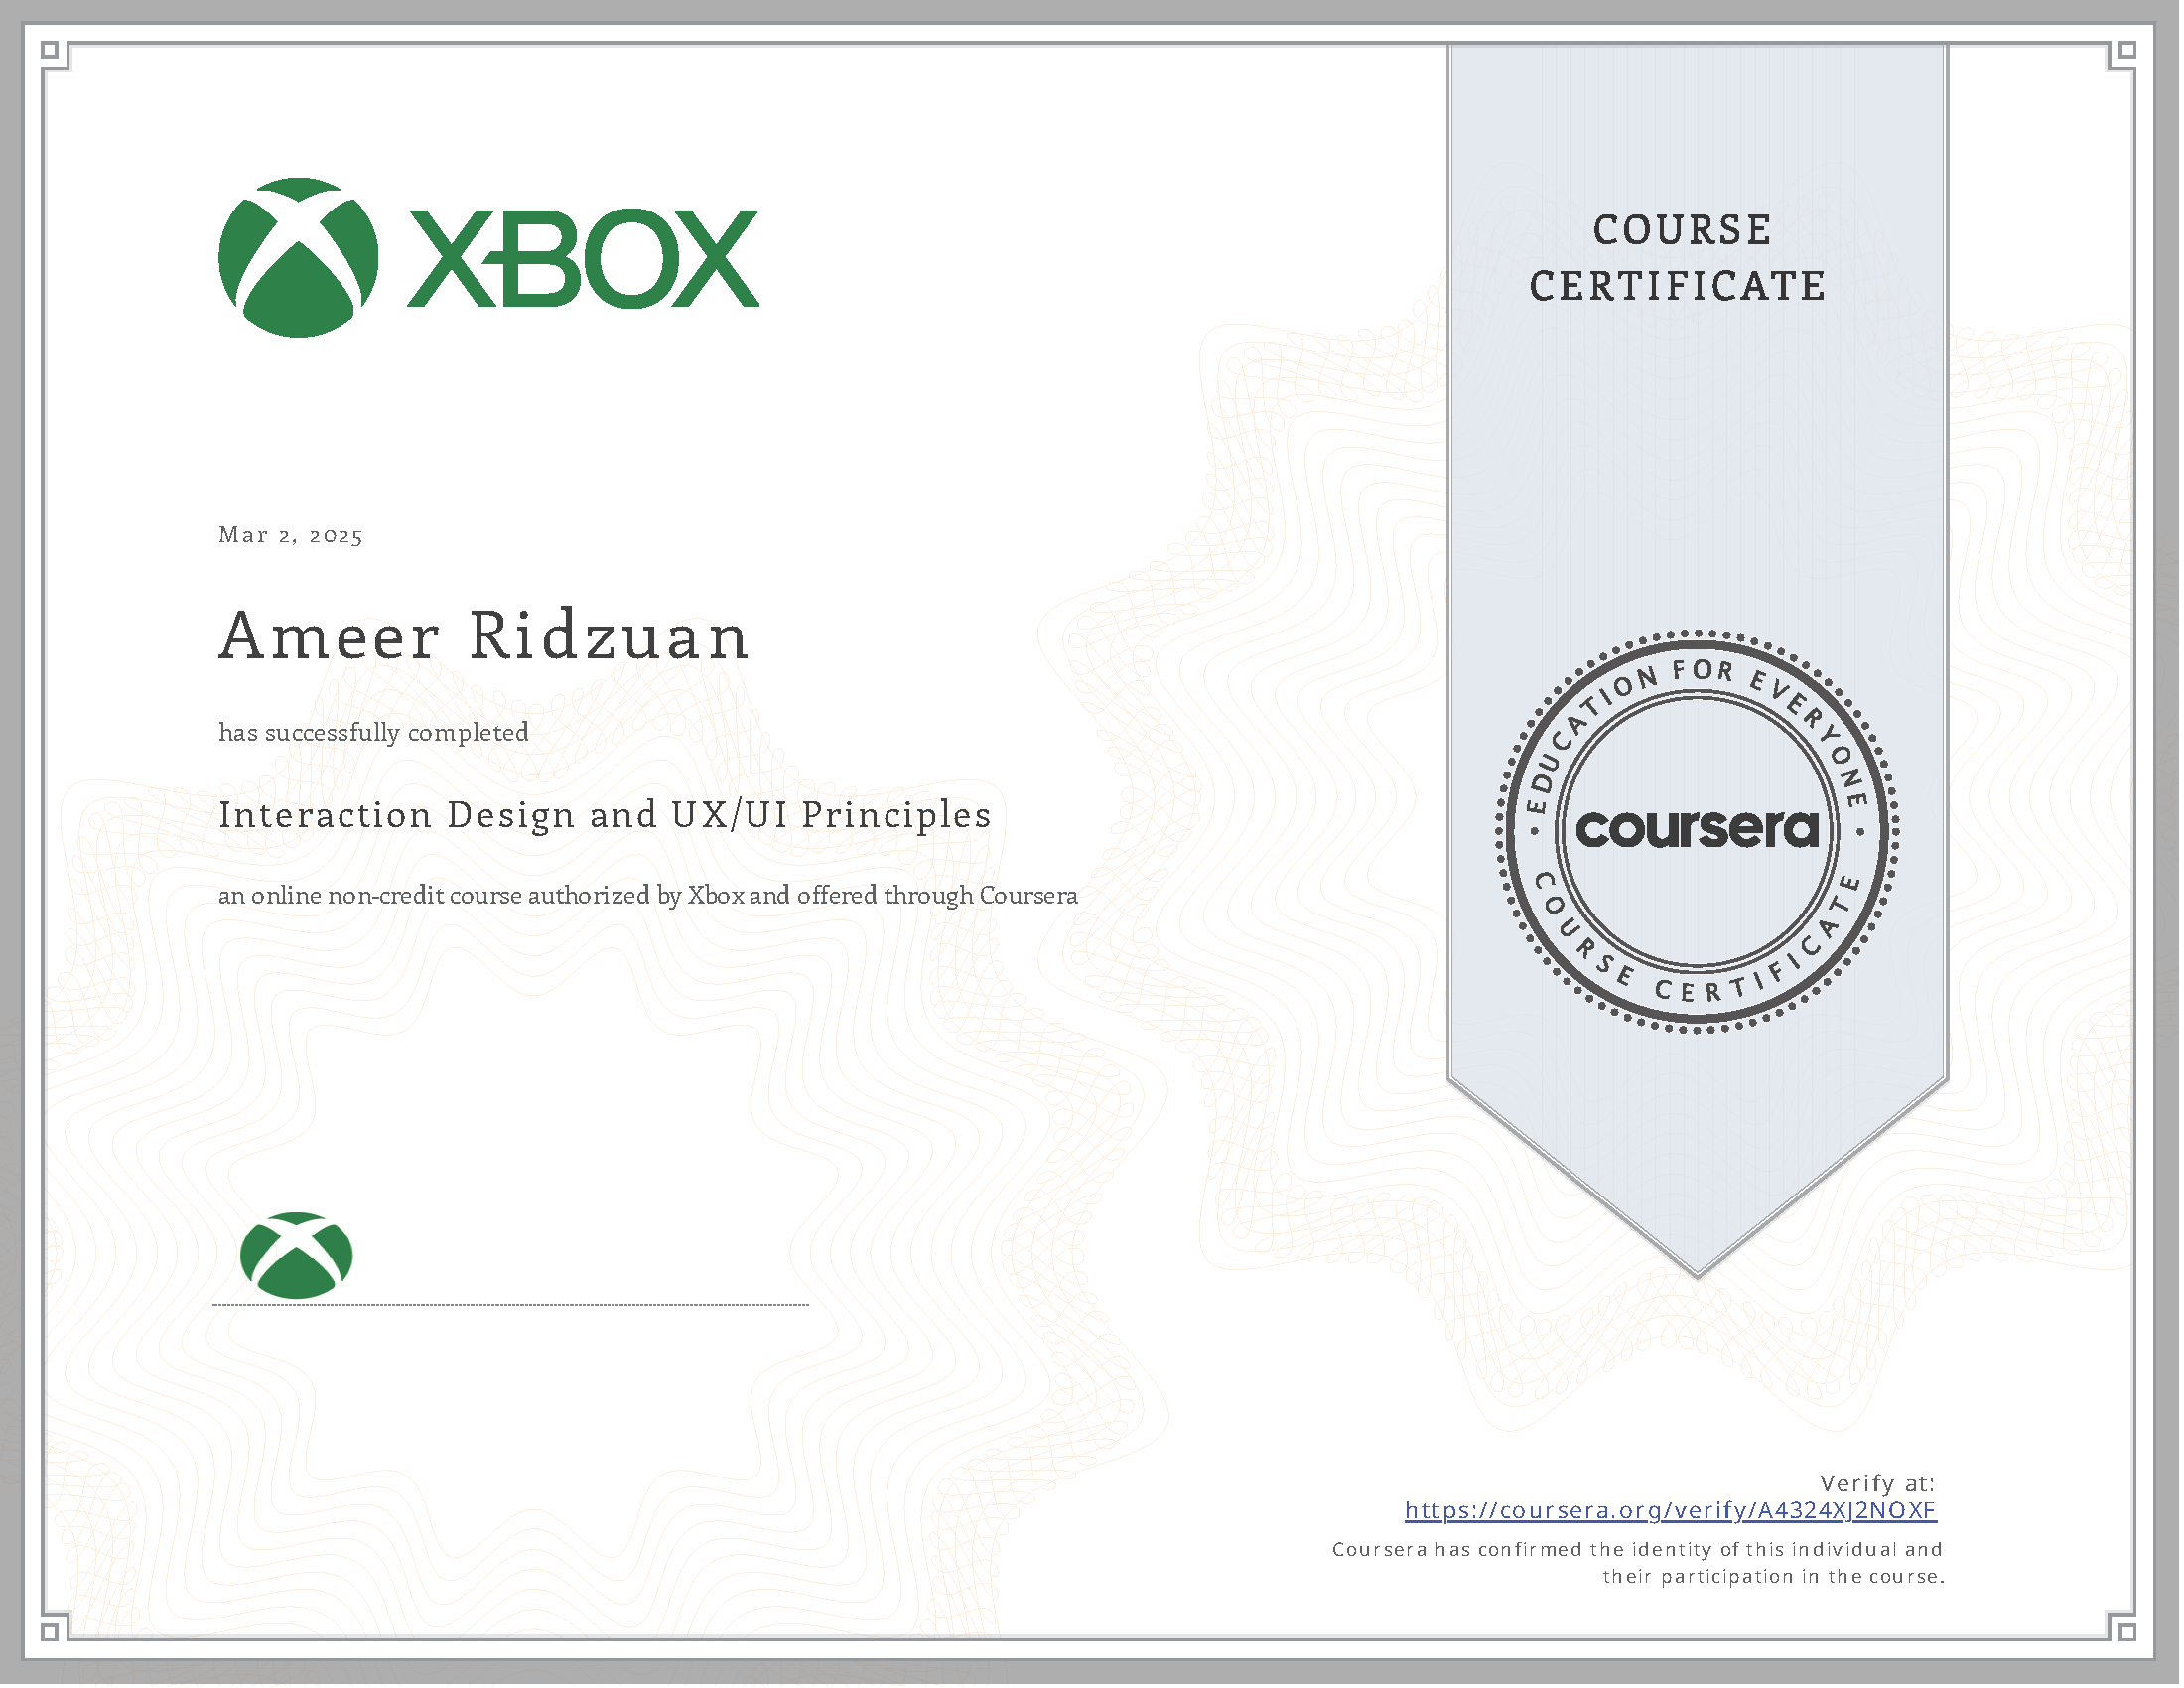 XBOX
COURSE
CERTIFICATE
Mar 2, 2025
Ameer Ridzuan
has successfully completed
Interaction Design and UX/UI Principles
an online non-credit course authorized by Xbox and offered through Coursera
EDUCATION FOR EVERYONE
coursera
COURSE CERTIFICATE
Verify at:
https://coursera.org/verify/A4324XJ2NOXF
Coursera has confirmed the identity of this individual and
their participation in the course.